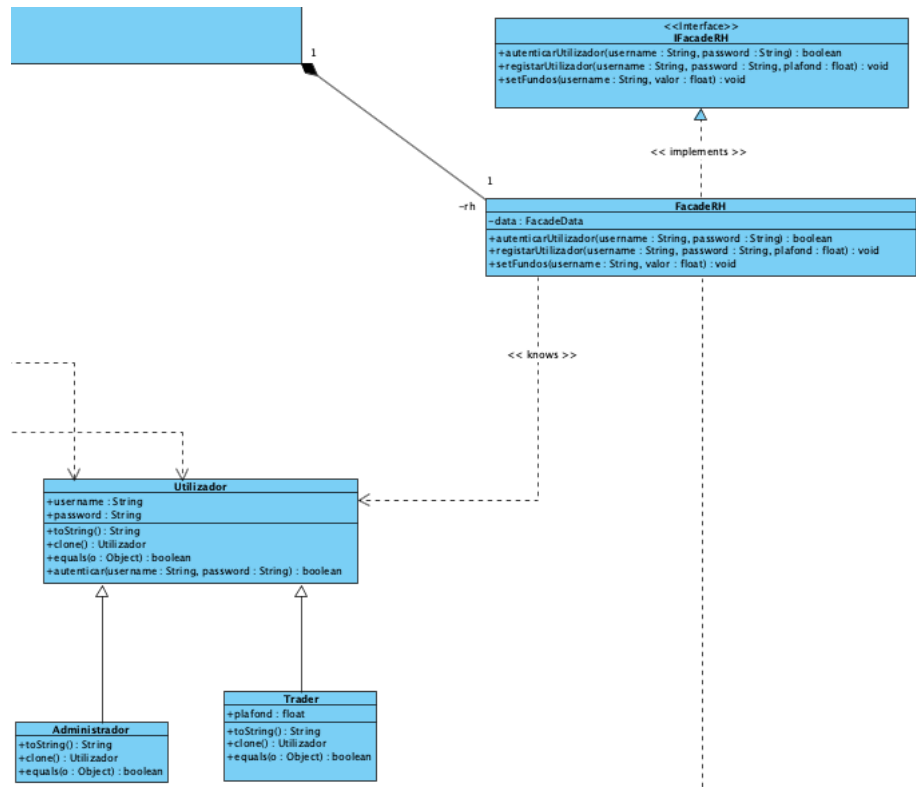 1
<<Interface>>
IFacadeRH
+autenticarUtilizador(username : String, password : String) : boolean
+registarUtilizador(username : String, password : String, plafond : float) : void
+setFundos(username : String, valor : float) : void
<< implements >>
1
-rh
FacadeRH
-data : FacadeData
+autenticarUtilizador(username : String, password : String) : boolean
+registarUtilizador(username : String, password : String, plafond : float) : void
+setFundos(username : String, valor : float) : void
<< knows >>
Utilizador
+username : String
+password : String
+toString() : String
+clone() : Utilizador
+equals(o : Object) : boolean
+autenticar(username : String, password : String) : boolean
Administrador
+toString() : String
+clone() : Utilizador
+equals(o : Object) : boolean
Trader
+plafond : float
+toString() : String
+clone() : Utilizador
+equals(o : Object) : boolean